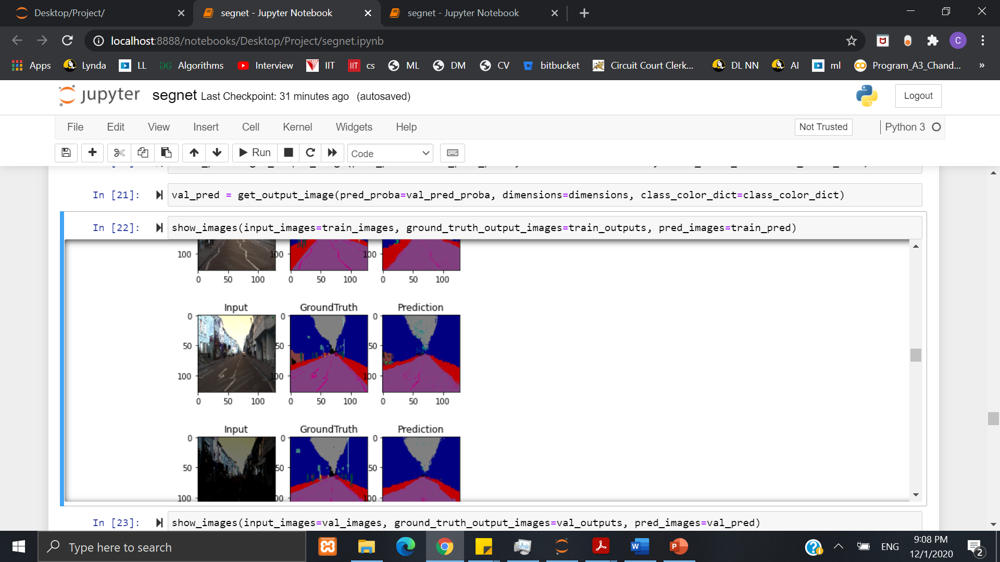 Desktop/Project/
segnet - Jupyter Notebook
segnet - Jupyter Notebook
localhost:8888/notebooks/Desktop/Project/segnet.ipynb
C
Apps Lynda LL Algorithms Interview IIT IIT cs ML DM CV bitbucket Circuit Court Clerk... DL NN AI ml Program_A3_Chand... »
jupyter segnet Last Checkpoint: 31 minutes ago (autosaved) Logout
File Edit View Insert Cell Kernel Widgets Help Not Trusted Python 3
Run Code
In [21]: val_pred = get_output_image(pred_proba=val_pred_proba, dimensions=dimensions, class_color_dict=class_color_dict)
In [22]: show_images(input_images=train_images, ground_truth_output_images=train_outputs, pred_images=train_pred)
100 100 100
0 50 100 0 50 100 0 50 100
Input GroundTruth Prediction
0 0 0
50 50 50
100 100 100
0 50 100 0 50 100 0 50 100
Input GroundTruth Prediction
0 0 0
50 50 50
100 100 100
In [23]: show_images(input_images=val_images, ground_truth_output_images=val_outputs, pred_images=val_pred)
Type here to search
ENG
9:08 PM
12/1/2020
2